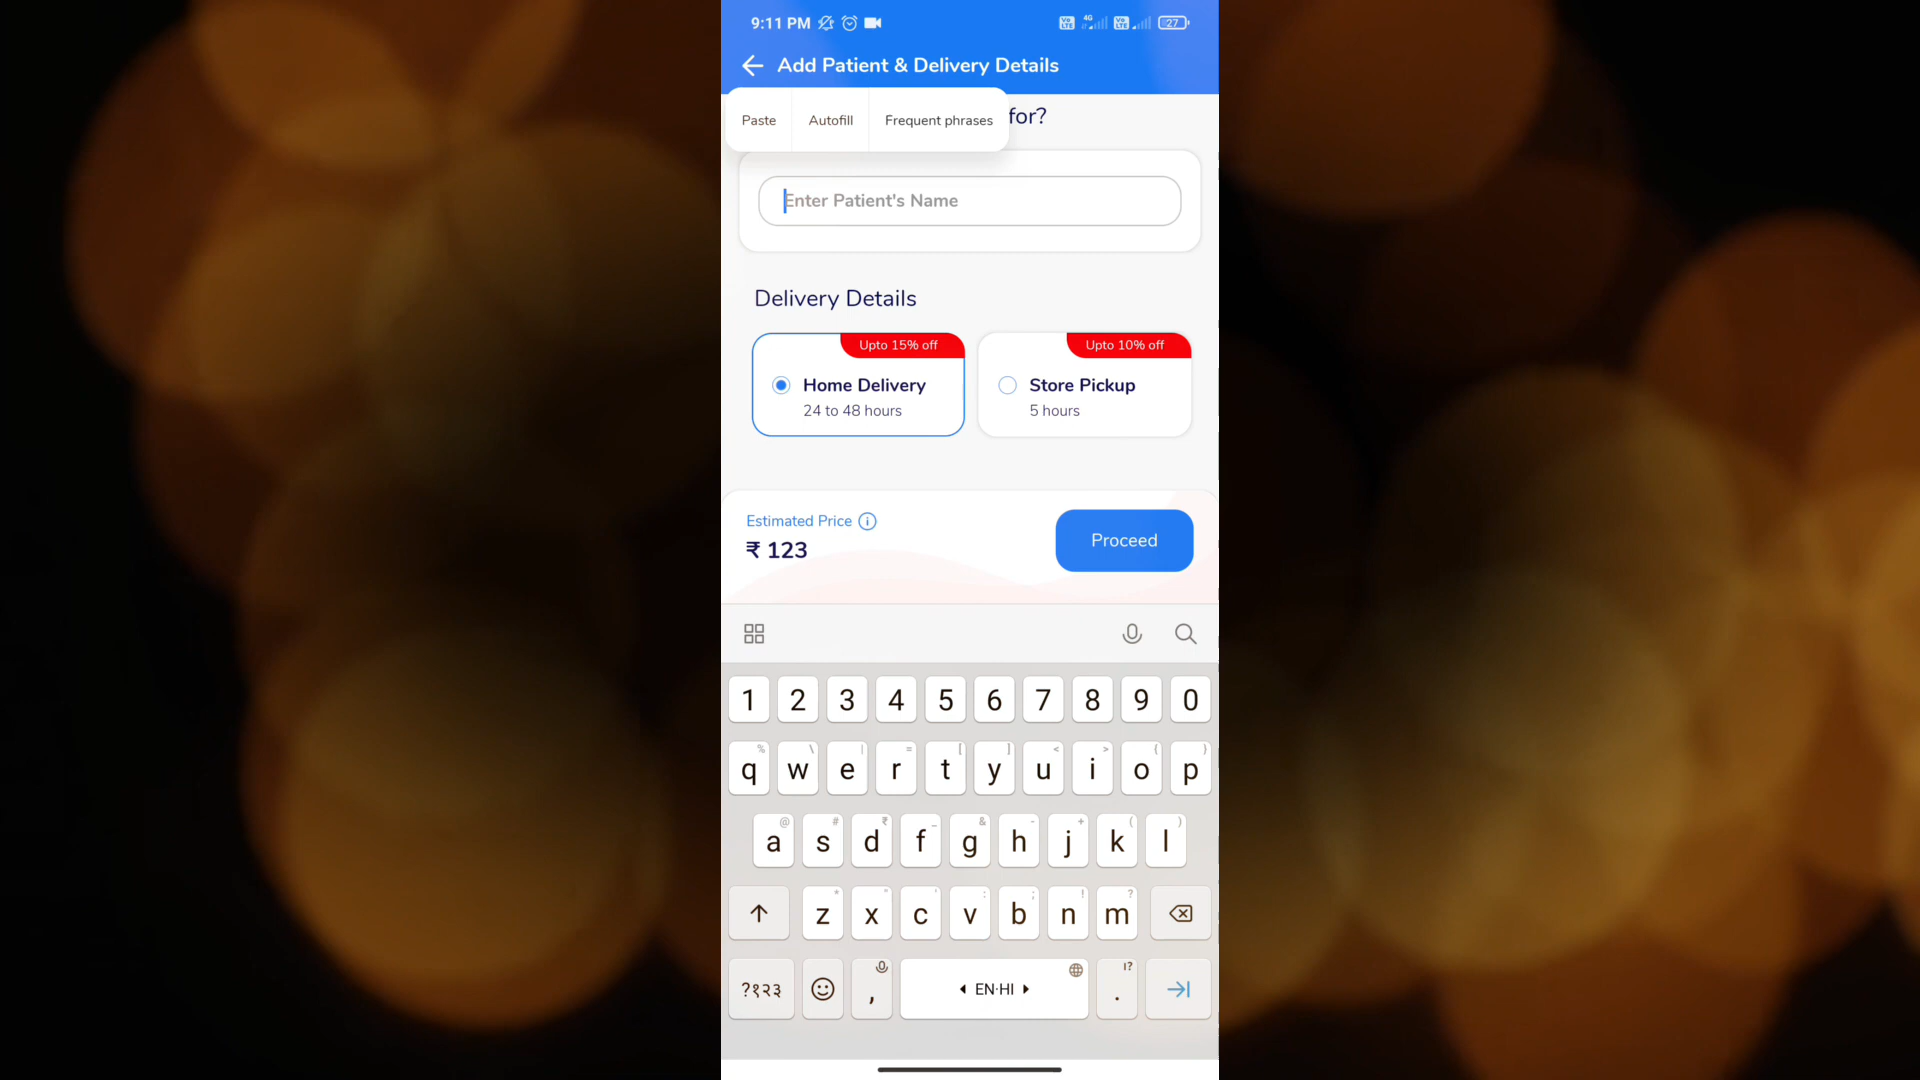 9:11 PM
4G
27
Add Patient & Delivery Details
Paste Autofill Frequent phrases
for?
Enter Patient's Name
Delivery Details
Upto 15% off
Home Delivery
24 to 48 hours
Upto 10% off
Store Pickup
5 hours
Estimated Price
₹ 123
Proceed
1 2 3 4 5 6 7 8 9 0
q w e r t y u i o p
a s d f g h j k l
z x c v b n m
?१२३ , EN·HI .